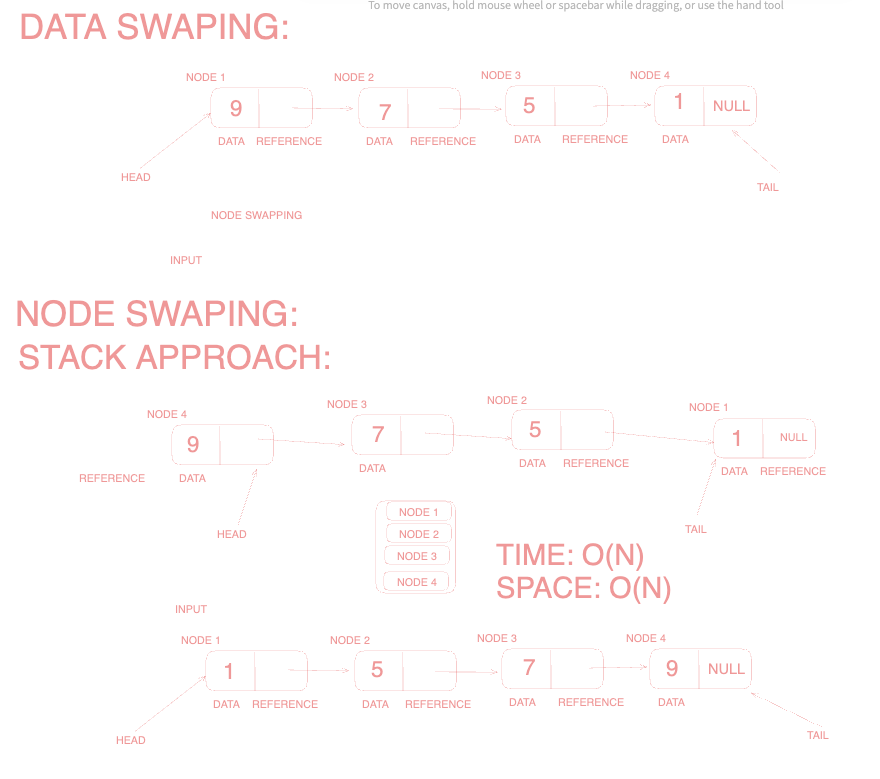 To move canvas, hold mouse wheel or spacebar while dragging, or use the hand tool
DATA SWAPING:
NODE 1 NODE 2 NODE 3 NODE 4
9 7 5 1 NULL
DATA REFERENCE DATA REFERENCE DATA REFERENCE DATA
HEAD
TAIL
NODE SWAPPING
INPUT
NODE SWAPING:
STACK APPROACH:
NODE 4 NODE 3 NODE 2 NODE 1
9 7 5 1 NULL
REFERENCE DATA DATA DATA REFERENCE DATA REFERENCE
HEAD
TAIL
NODE 1
NODE 2
NODE 3
NODE 4
TIME: O(N)
SPACE: O(N)
INPUT
NODE 1 NODE 2 NODE 3 NODE 4
1 5 7 9 NULL
DATA REFERENCE DATA REFERENCE DATA REFERENCE DATA
HEAD
TAIL